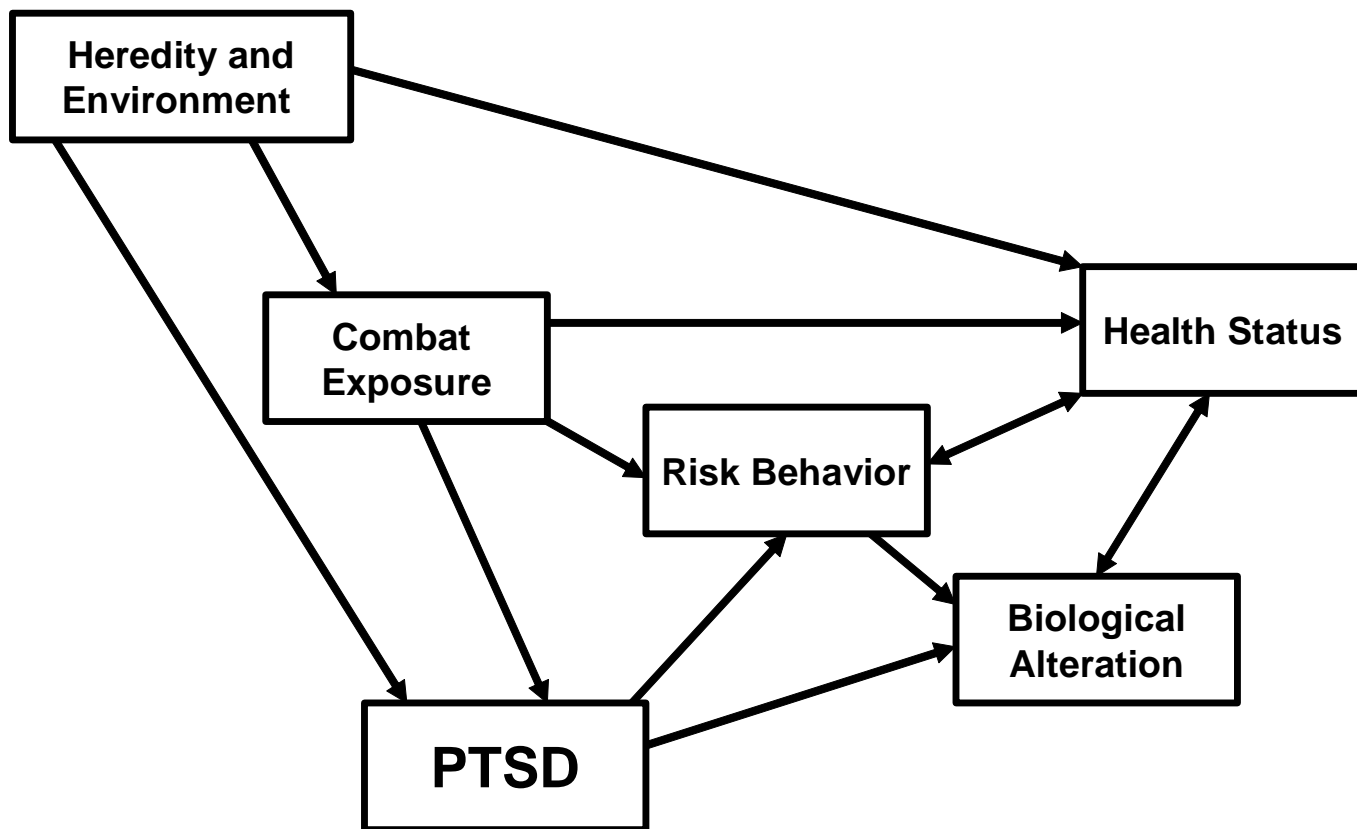 Heredity and
Environment
Combat
Exposure
Health Status
Risk Behavior
Biological
Alteration
PTSD